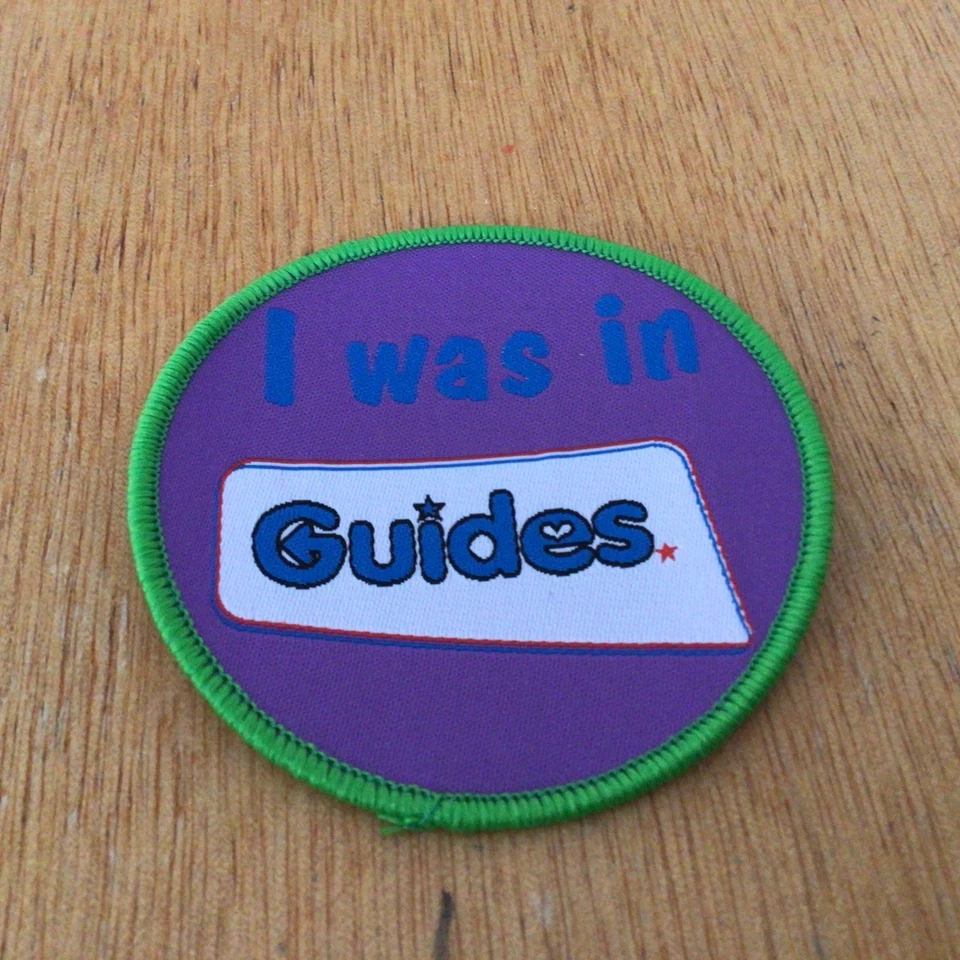 I was in
Guides